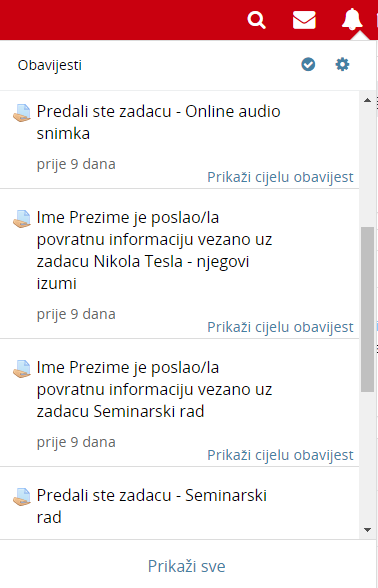 Obavijesti
Predali ste zadacu - Online audio
snimka
prije 9 dana
Prikaži cijelu obavijest
Ime Prezime je poslao/la
povratnu informaciju vezano uz
zadacu Nikola Tesla - njegovi
izumi
prije 9 dana
Prikaži cijelu obavijest
Ime Prezime je poslao/la
povratnu informaciju vezano uz
zadacu Seminarski rad
prije 9 dana
Prikaži cijelu obavijest
Predali ste zadacu - Seminarski
rad
Prikaži sve